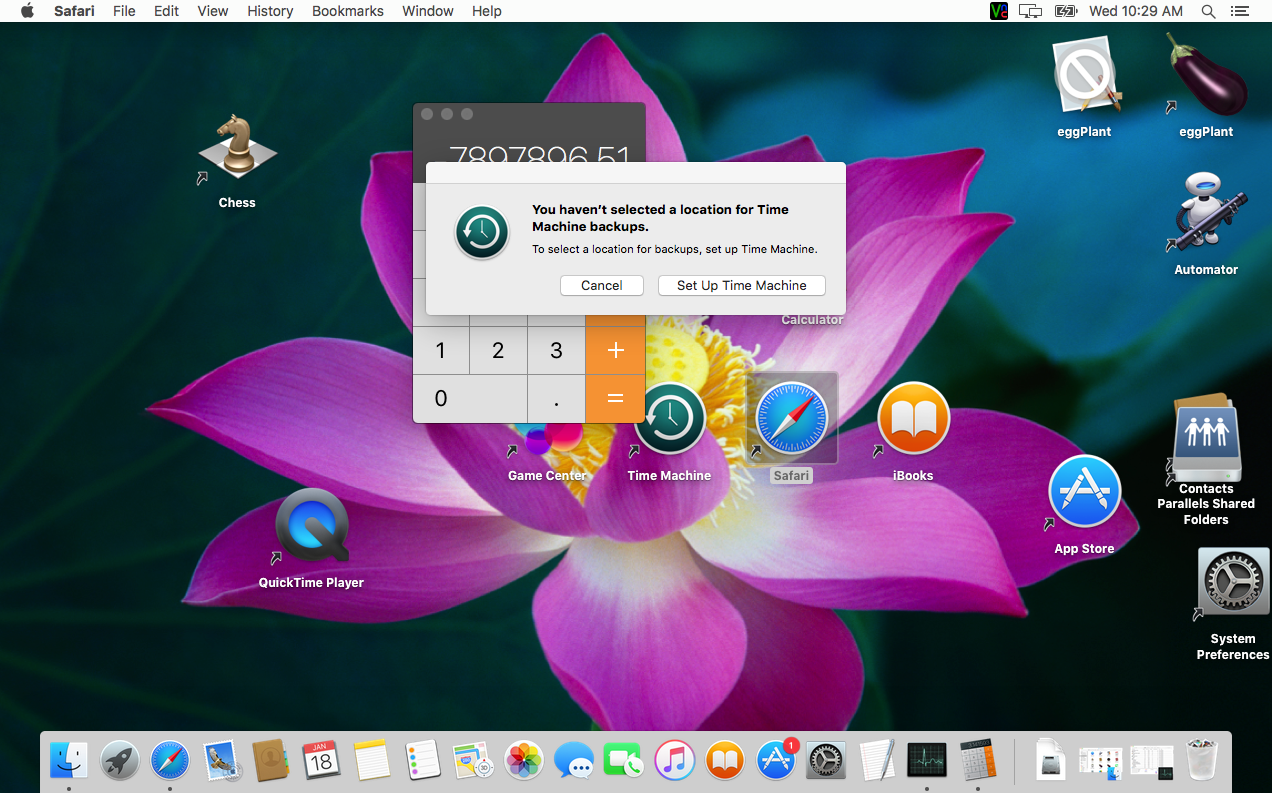 Safari File Edit View History Bookmarks Window Help Wed 10:29 AM
eggPlant
eggPlant
Chess
7897896.51
You haven't selected a location for Time
Machine backups.
To select a location for backups, set up Time Machine.
Cancel
Set Up Time Machine
Automator
Calculator
1 2 3 +
0 . =
Game Center
Time Machine
Safari
iBooks
Contacts
Parallels Shared
Folders
App Store
QuickTime Player
System
Preferences
JAN
18
3D
1